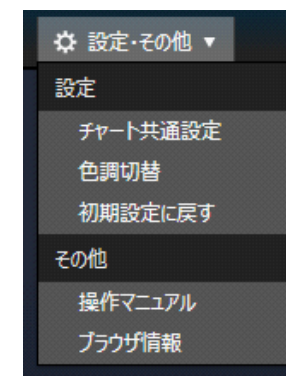 設定・その他 ▼
設定
チャート共通設定
色調切替
初期設定に戻す
その他
操作マニュアル
ブラウザ情報